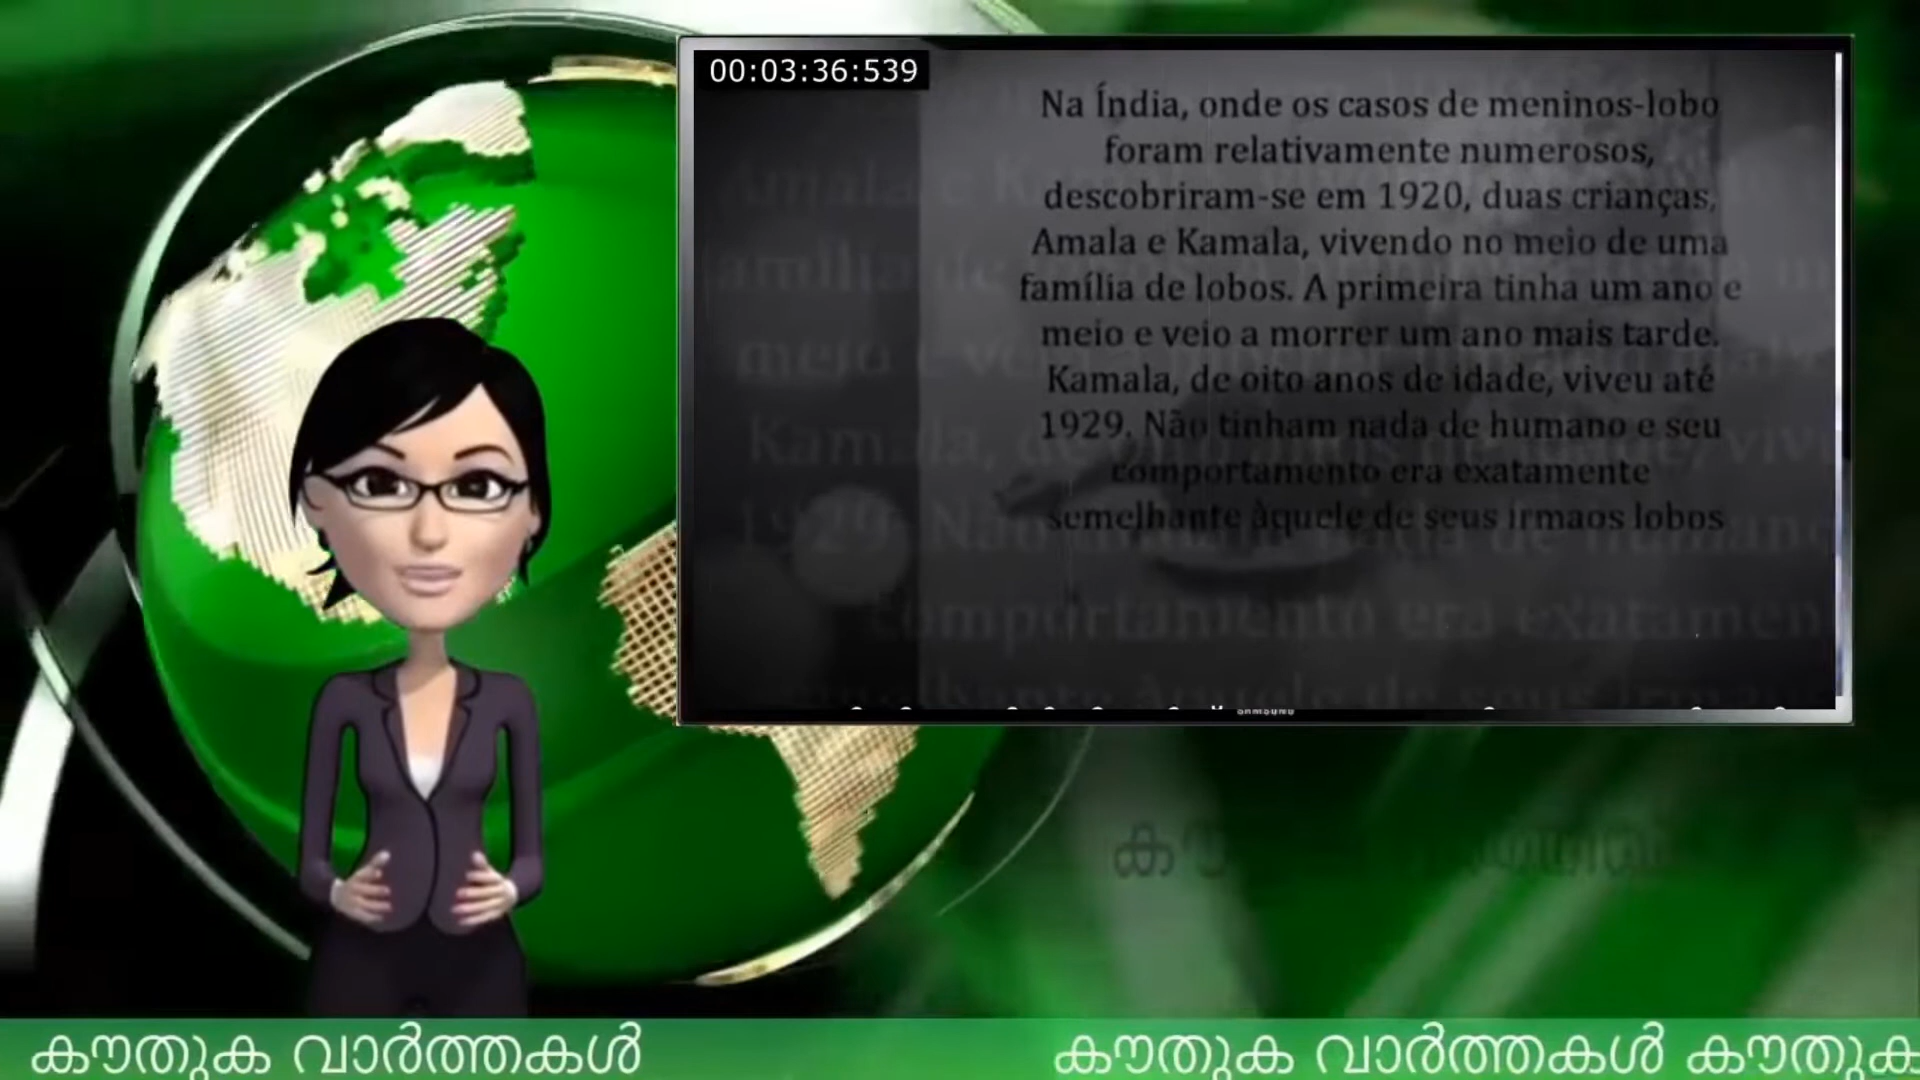 00:03:36:539
Na Índia, onde os casos de meninos-lobo
foram relativamente numerosos,
descobriram-se em 1920, duas crianças,
Amala e Kamala, vivendo no meio de uma
família de lobos. A primeira tinha um ano e
meio e veio a morrer um ano mais tarde.
Kamala, de oito anos de idade, viveu até
1929. Não tinham nada de humano e seu
comportamento era exatamente
semelhante àquele de seus irmaos lobos
SAMSUNG
കൗതുക വാർത്തകൾ കൗതുക വാർത്തകൾ കൗതുക